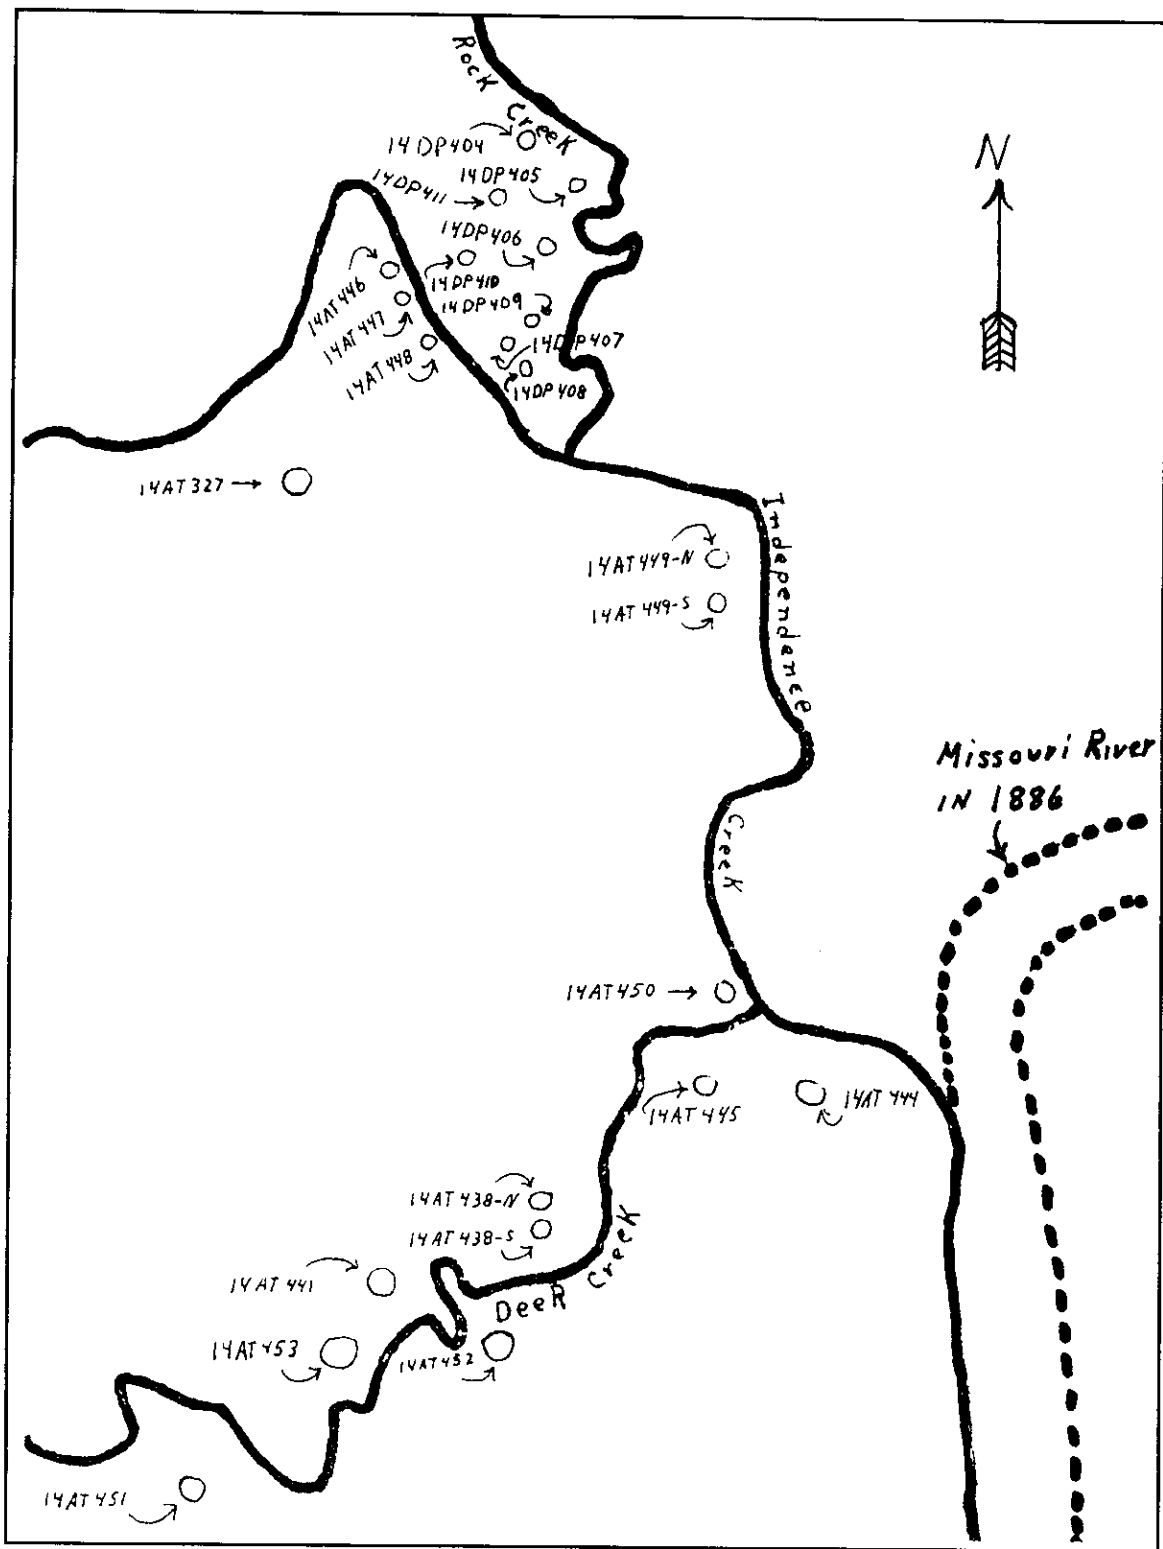 Rock Creek
N
14DP404
14DP405
14DP411
14DP406
14DP410
14DP409
14AT446
14AT447
14DP407
14AT448
14DP408
14AT327
Independence
14AT449-N
14AT449-S
Missouri River
IN 1886
Creek
14AT450
14AT445
14AT444
14AT438-N
14AT438-S
Deer Creek
14AT441
14AT453
14AT452
14AT451